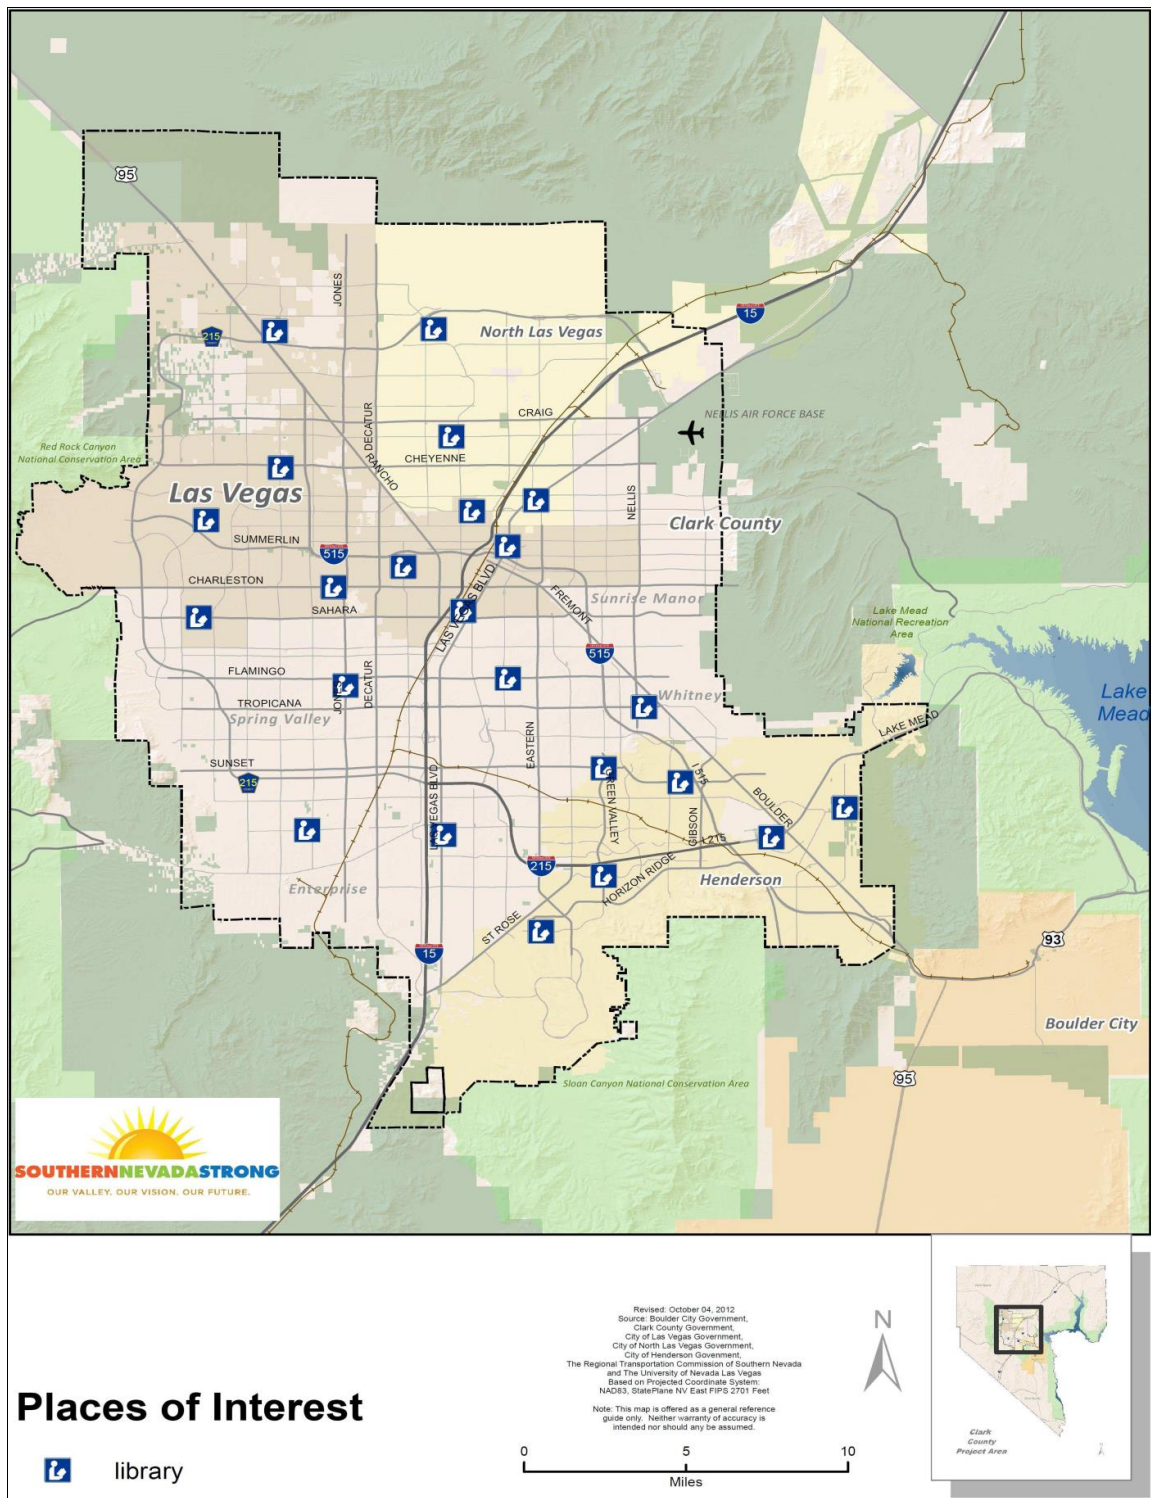 95
JONES
215
North Las Vegas
15
CRAIG
NELLIS AIR FORCE BASE
DECATUR
RANCHO
CHEYENNE
Red Rock Canyon
National Conservation Area
Las Vegas
NELLIS
Clark County
SUMMERLIN
515
CHARLESTON
SAHARA
LAS VEGAS BLVD
FREMONT
Sunrise Manor
Lake Mead
National Recreation
Area
515
FLAMINGO
JONES
DECATUR
TROPICANA
Spring Valley
Whitney
Lake
Mead
LAKE MEAD
EASTERN
SUNSET
215
LAS VEGAS BLVD
GREEN VALLEY
I 515
BOULDER
GIBSON
I 215
215
HORIZON RIDGE
Henderson
Enterprise
ST ROSE
15
93
Boulder City
95
Sloan Canyon National Conservation Area
SOUTHERNNEVADASTRONG
OUR VALLEY. OUR VISION. OUR FUTURE.
Revised: October 04, 2012
Source: Boulder City Government,
Clark County Government,
City of Las Vegas Government,
City of North Las Vegas Government,
City of Henderson Govenment,
The Regional Transportation Commission of Southern Nevada
and The University of Nevada Las Vegas
Based on Projected Coordinate System:
NAD83, StatePlane NV East FIPS 2701 Feet
Note: This map is offered as a general reference
guide only. Neither warranty of accuracy is
intended nor should any be assumed.
N
Places of Interest
library
0 5 10
Miles
Clark
County
Project Area